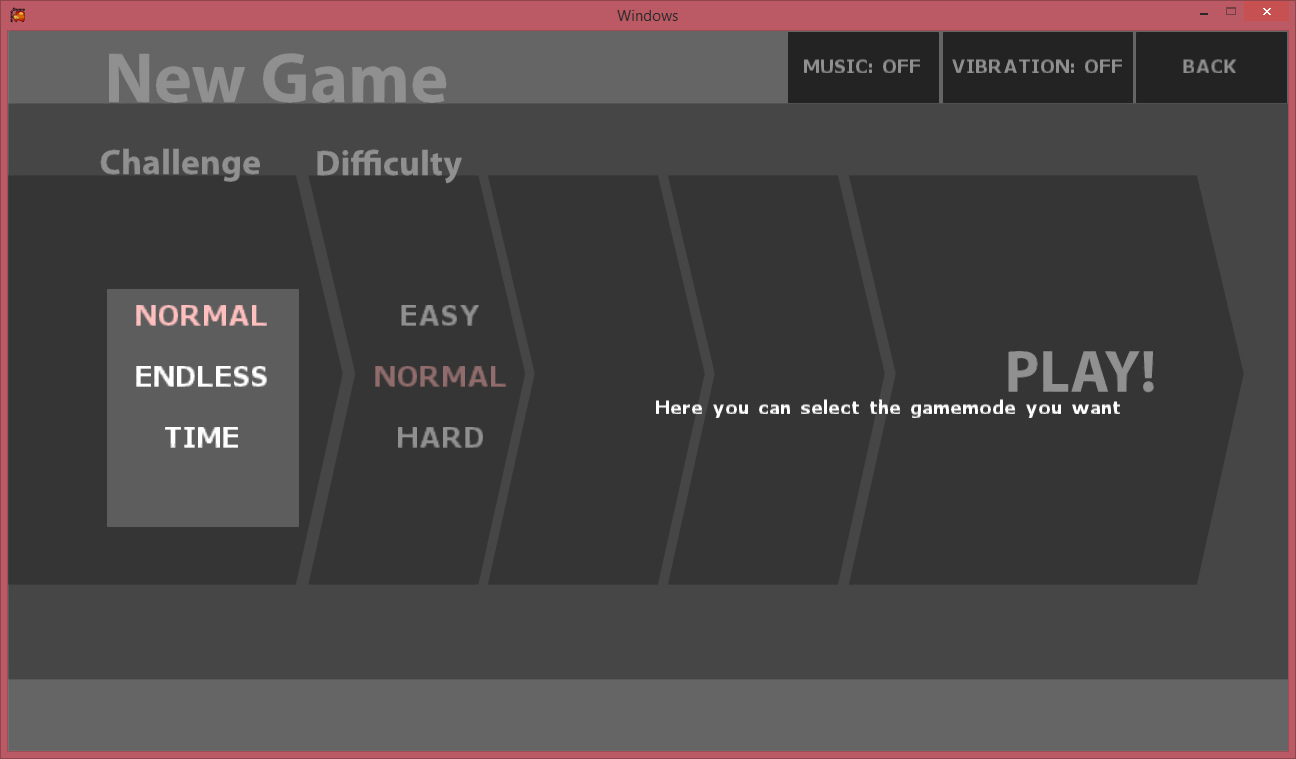 Windows
New Game
MUSIC: OFF
VIBRATION: OFF
BACK
Challenge
Difficulty
NORMAL
ENDLESS
TIME
EASY
NORMAL
HARD
PLAY!
Here you can select the gamemode you want